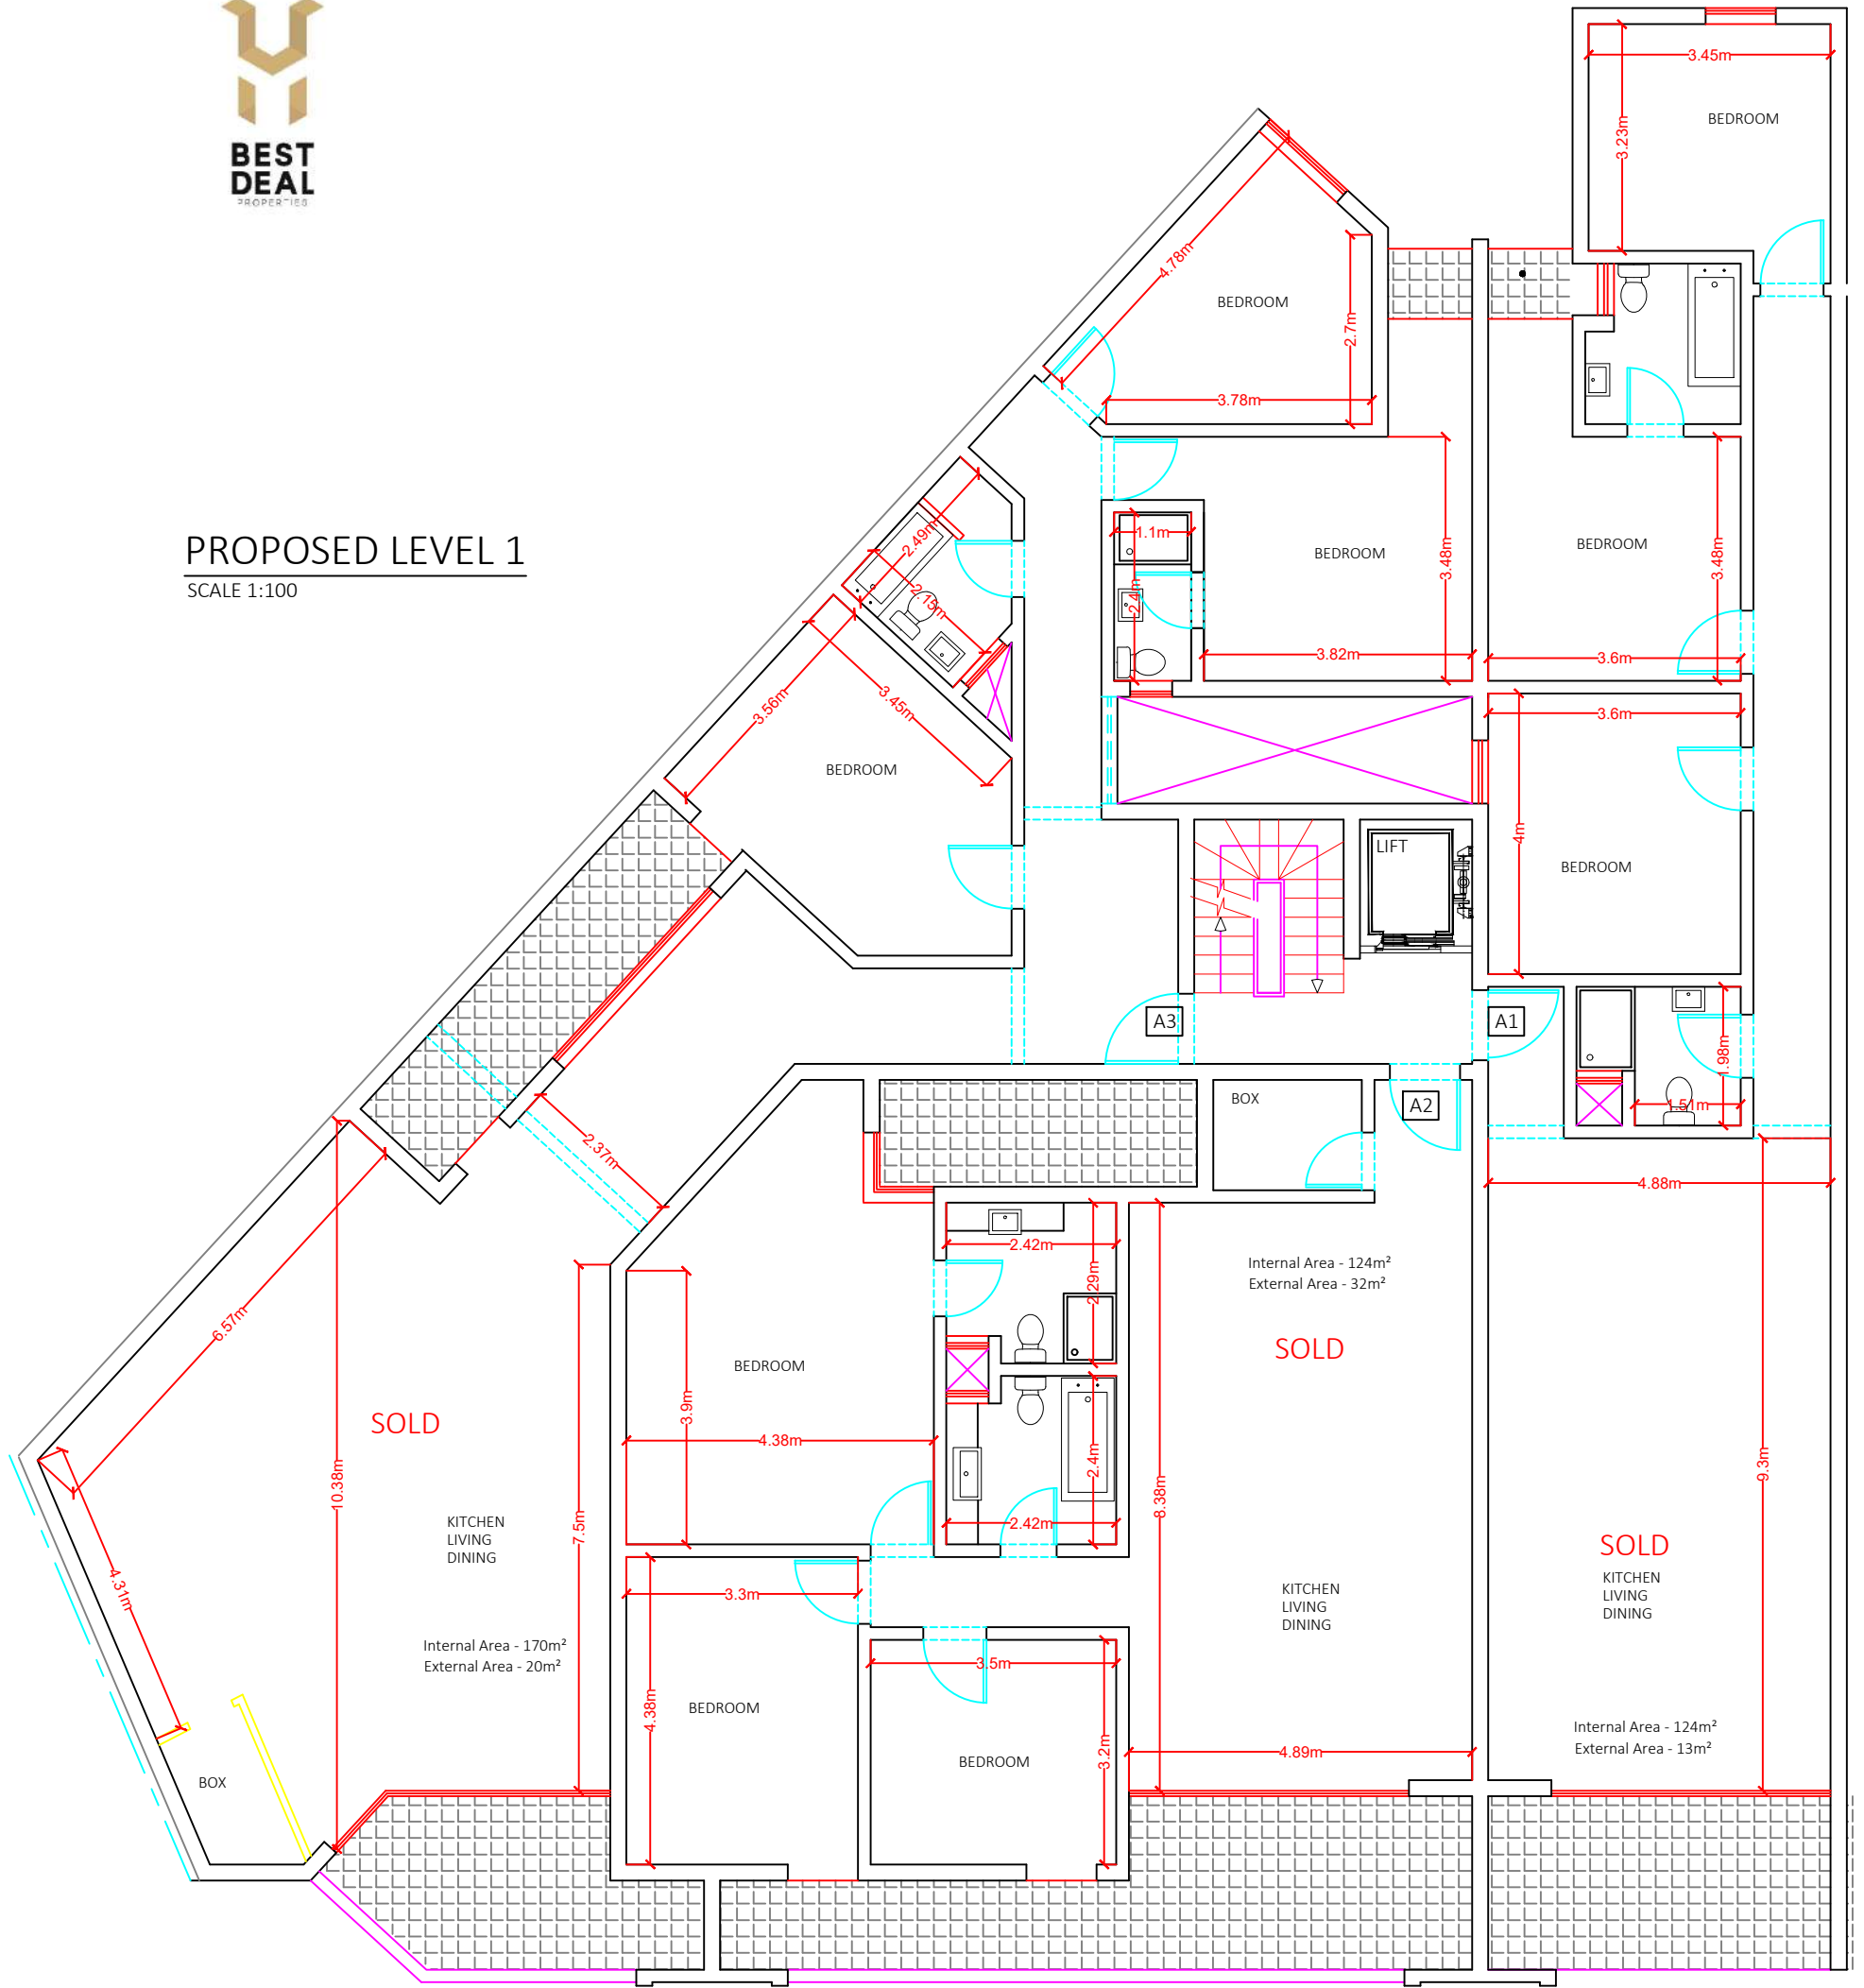 BEST
DEAL
PROPERTIES
PROPOSED LEVEL 1
SCALE 1:100
3.45m
BEDROOM
3.23m
4.78m
BEDROOM
2.7m
3.78m
2.49m
2.15m
1.1m
2.4m
BEDROOM
3.48m
3.82m
BEDROOM
3.48m
3.6m
3.6m
3.56m
3.45m
BEDROOM
4m
BEDROOM
LIFT
A3
A1
A2
1.98m
1.51m
BOX
2.37m
4.88m
2.42m
2.29m
Internal Area - 124m²
External Area - 32m²
SOLD
6.57m
BEDROOM
3.9m
4.38m
SOLD
10.38m
7.5m
KITCHEN
LIVING
DINING
2.4m
2.42m
8.38m
9.3m
SOLD
KITCHEN
LIVING
DINING
KITCHEN
LIVING
DINING
4.31m
3.3m
Internal Area - 170m²
External Area - 20m²
3.5m
4.38m
BEDROOM
3.2m
BEDROOM
4.89m
Internal Area - 124m²
External Area - 13m²
BOX